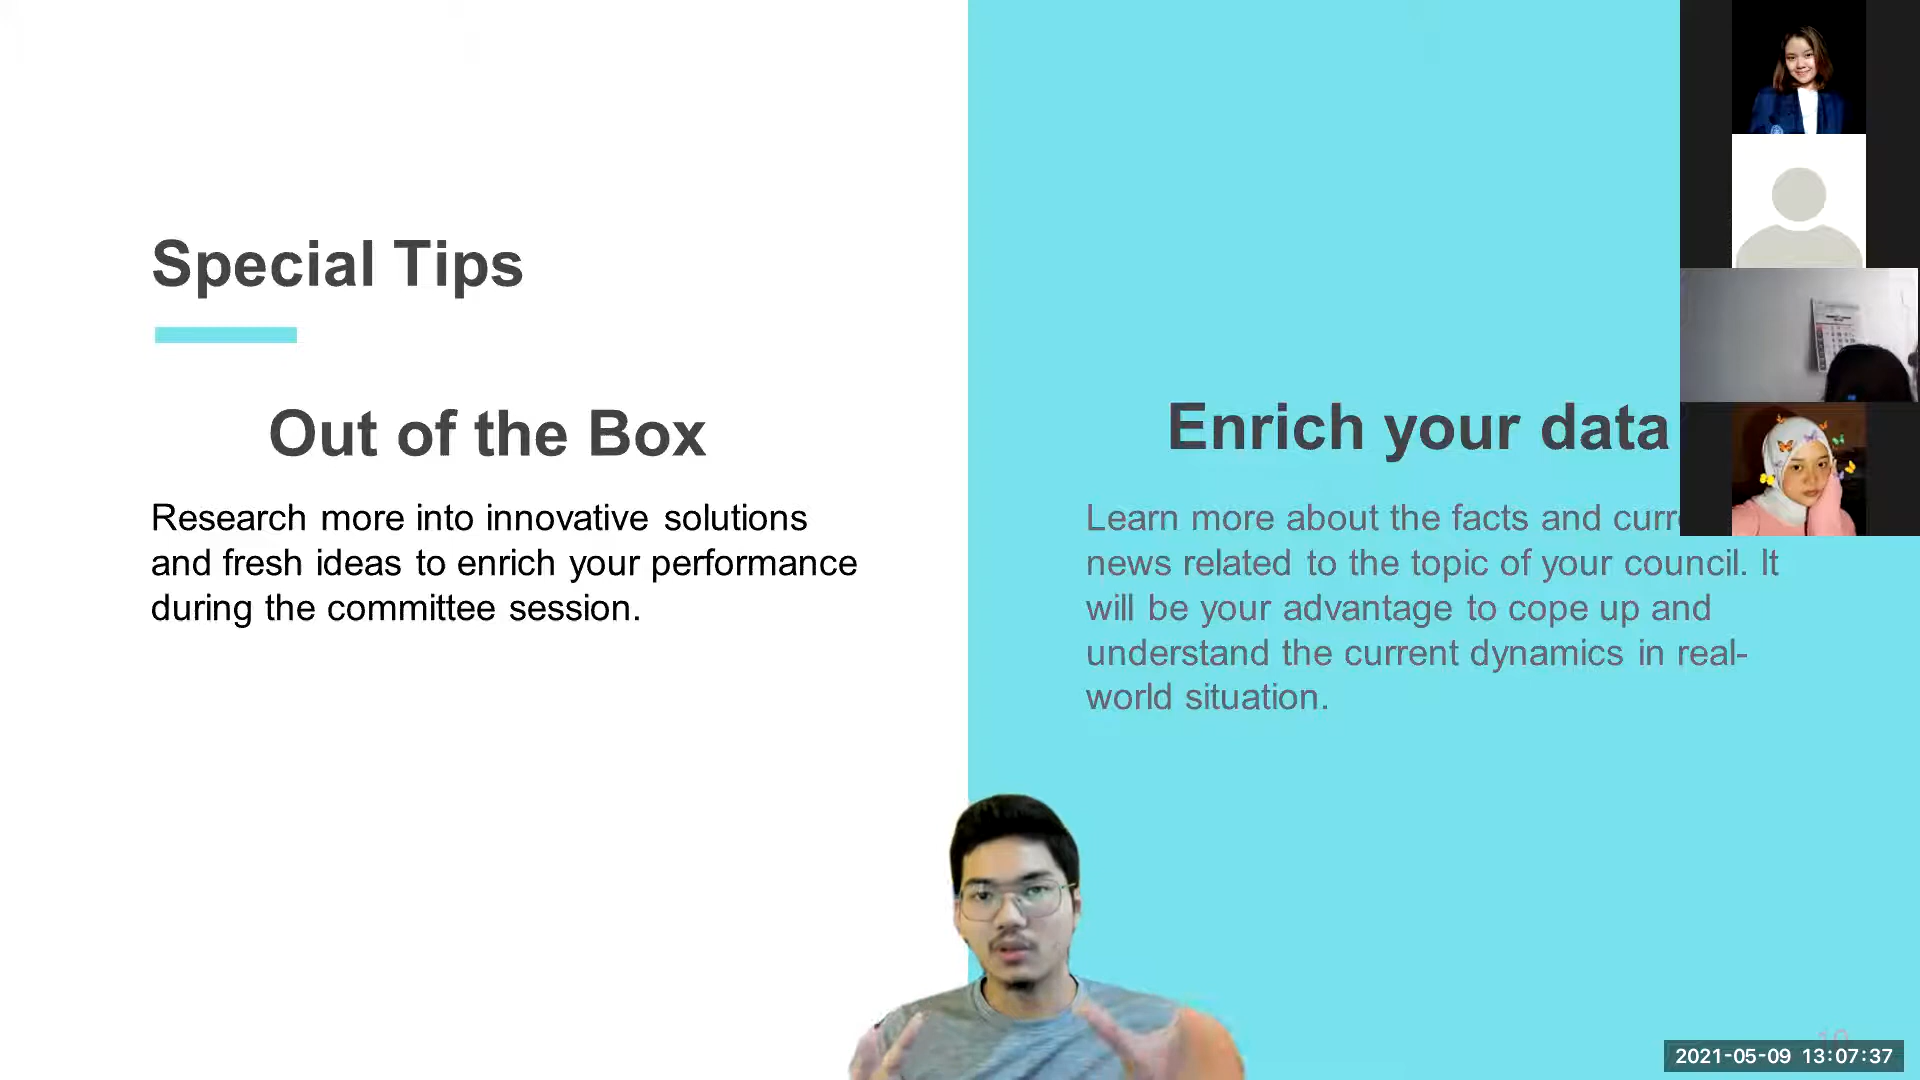 Special Tips
Out of the Box
Research more into innovative solutions
and fresh ideas to enrich your performance
during the committee session.
Enrich your data
Learn more about the facts and
news related to the topic of your council. It
will be your advantage to cope up and
understand the current dynamics in real-
world situation.
2021-05-09 13:07:37